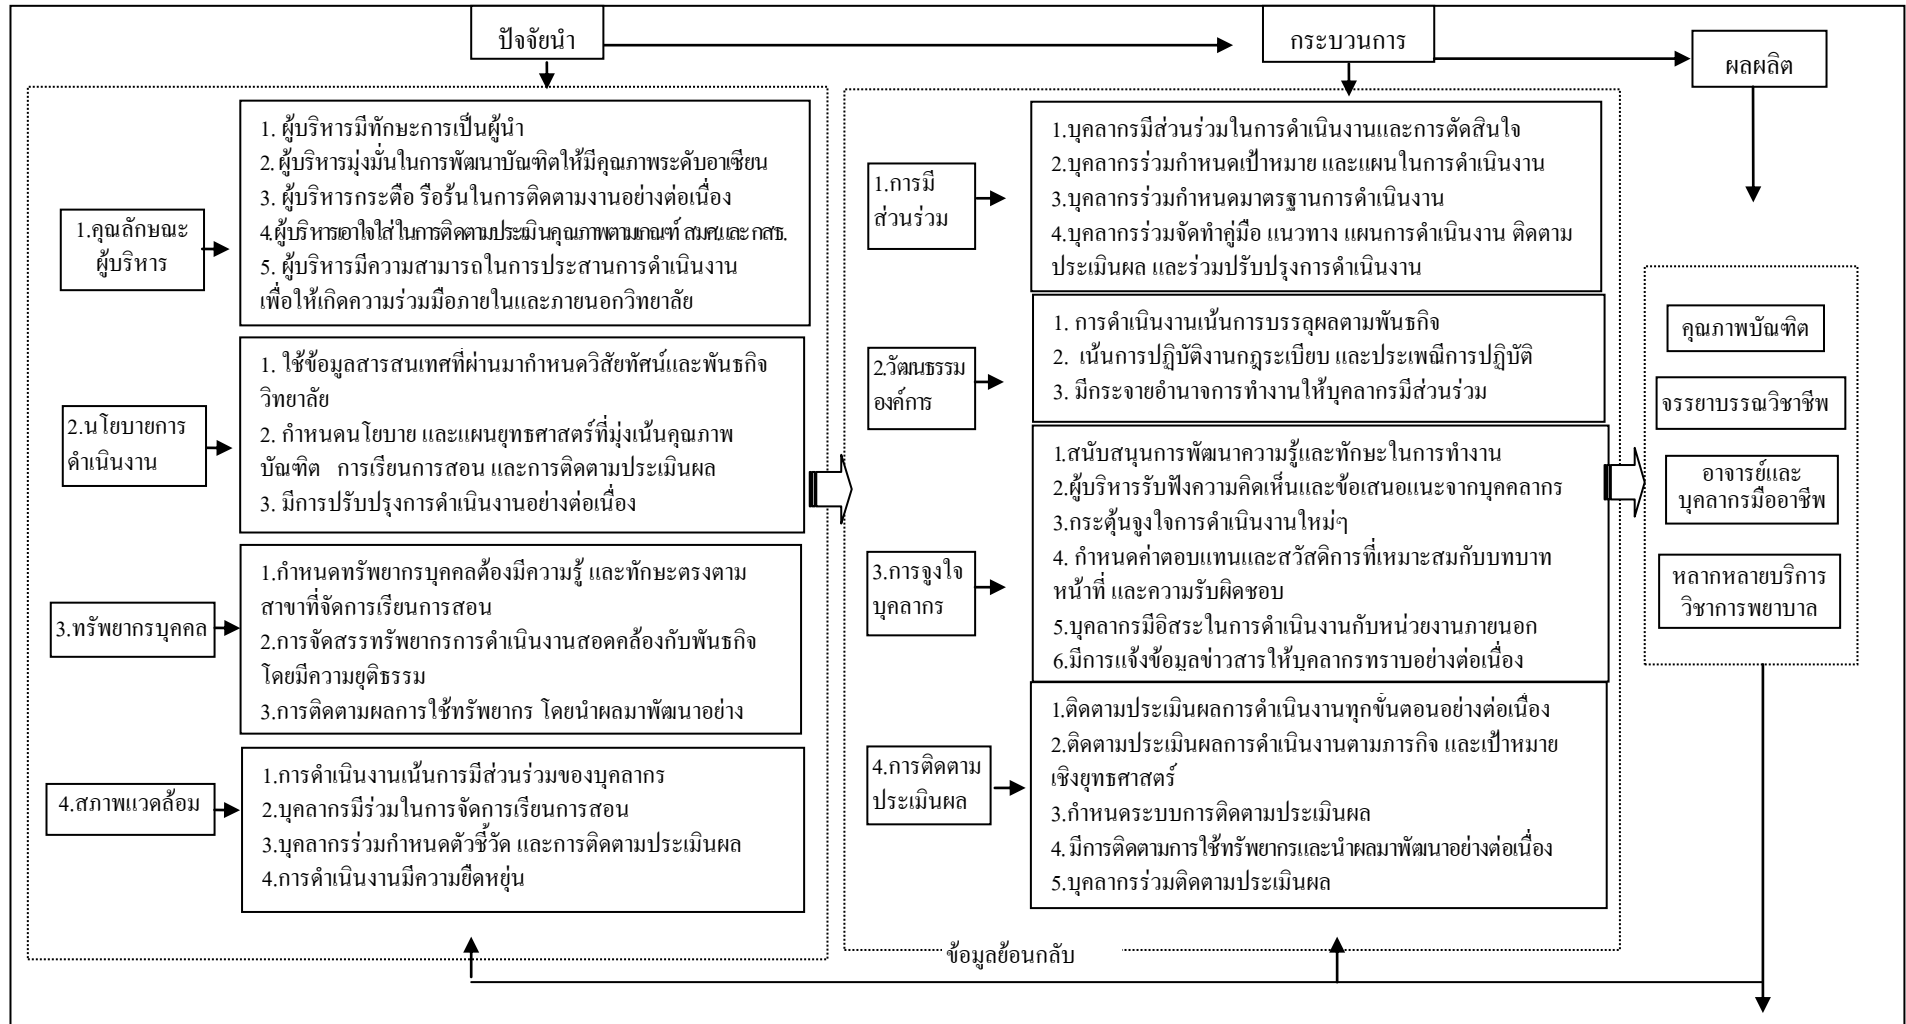 ปัจจัยนำ
กระบวนการ
ผลผลิต
1.คุณลักษณะ
ผู้บริหาร
1. ผู้บริหารมีทักษะการเป็นผู้นำ
2. ผู้บริหารมุ่งมั่นในการพัฒนาบัณฑิตให้มีคุณภาพระดับอาเซียน
3. ผู้บริหารกระตือ รือร้นในการติดตามงานอย่างต่อเนื่อง
4.ผู้บริหารเอาใจใส่ในการติดตามประเมินคุณภาพตามเกณฑ์ สมศ.และ กสธ.
5. ผู้บริหารมีความสามารถในการประสานการดำเนินงาน
เพื่อให้เกิดความร่วมมือภายในและภายนอกวิทยาลัย
2.นโยบายการ
ดำเนินงาน
1. ใช้ข้อมูลสารสนเทศที่ผ่านมากำหนดวิสัยทัศน์และพันธกิจ
วิทยาลัย
2. กำหนดนโยบาย และแผนยุทธศาสตร์ที่มุ่งเน้นคุณภาพ
บัณฑิต การเรียนการสอน และการติดตามประเมินผล
3. มีการปรับปรุงการดำเนินงานอย่างต่อเนื่อง
3.ทรัพยากรบุคคล
1.กำหนดทรัพยากรบุคคลต้องมีความรู้ และทักษะตรงตาม
สาขาที่จัดการเรียนการสอน
2.การจัดสรรทรัพยากรการดำเนินงานสอดคล้องกับพันธกิจ
โดยมีความยุติธรรม
3.การติดตามผลการใช้ทรัพยากร โดยนำผลมาพัฒนาอย่าง
4.สภาพแวดล้อม
1.การดำเนินงานเน้นการมีส่วนร่วมของบุคลากร
2.บุคลากรมีร่วมในการจัดการเรียนการสอน
3.บุคลากรร่วมกำหนดตัวชี้วัด และการติดตามประเมินผล
4.การดำเนินงานมีความยืดหยุ่น
1.การมี
ส่วนร่วม
1.บุคลากรมีส่วนร่วมในการดำเนินงานและการตัดสินใจ
2.บุคลากรร่วมกำหนดเป้าหมาย และแผนในการดำเนินงาน
3.บุคลากรร่วมกำหนดมาตรฐานการดำเนินงาน
4.บุคลากรร่วมจัดทำคู่มือ แนวทาง แผนการดำเนินงาน ติดตาม
ประเมินผล และร่วมปรับปรุงการดำเนินงาน
2.วัฒนธรรม
องค์การ
1. การดำเนินงานเน้นการบรรลุผลตามพันธกิจ
2. เน้นการปฏิบัติงานกฎระเบียบ และประเพณีการปฏิบัติ
3. มีกระจายอำนาจการทำงานให้บุคลากรมีส่วนร่วม
3.การจูงใจ
บุคลากร
1.สนับสนุนการพัฒนาความรู้และทักษะในการทำงาน
2.ผู้บริหารรับฟังความคิดเห็นและข้อเสนอแนะจากบุคคลากร
3.กระตุ้นจูงใจการดำเนินงานใหม่ๆ
4. กำหนดค่าตอบแทนและสวัสดิการที่เหมาะสมกับบทบาท
หน้าที่ และความรับผิดชอบ
5.บุคลากรมีอิสระในการดำเนินงานกับหน่วยงานภายนอก
6.มีการแจ้งข้อมูลข่าวสารให้บุคลากรทราบอย่างต่อเนื่อง
4.การติดตาม
ประเมินผล
1.ติดตามประเมินผลการดำเนินงานทุกขั้นตอนอย่างต่อเนื่อง
2.ติดตามประเมินผลการดำเนินงานตามภารกิจ และเป้าหมาย
เชิงยุทธศาสตร์
3.กำหนดระบบการติดตามประเมินผล
4. มีการติดตามการใช้ทรัพยากรและนำผลมาพัฒนาอย่างต่อเนื่อง
5.บุคลากรร่วมติดตามประเมินผล
คุณภาพบัณฑิต
จรรยาบรรณวิชาชีพ
อาจารย์และ
บุคลากรมืออาชีพ
หลากหลายบริการ
วิชาการพยาบาล
ข้อมูลย้อนกลับ